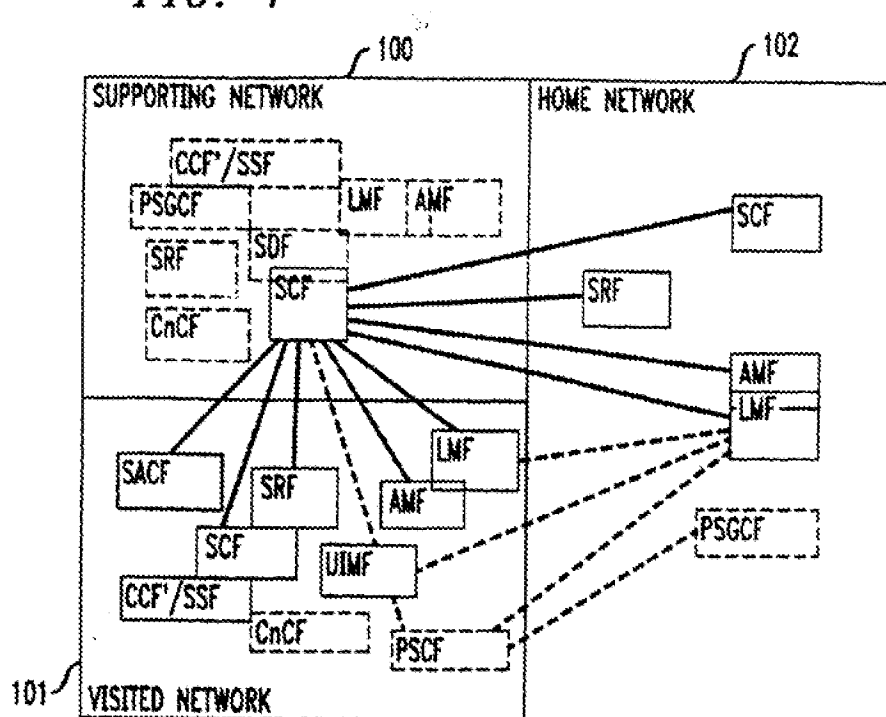 100
102
SUPPORTING NETWORK
HOME NETWORK
CCF'/SSF
PSGCF
LMF
AMF
SRF
SDF
SCF
CnCF
SCF
SRF
AMF
LMF
SACF
SRF
LMF
AMF
SCF
UIMF
CCF'/SSF
CnCF
PSCF
PSGCF
101
VISITED NETWORK